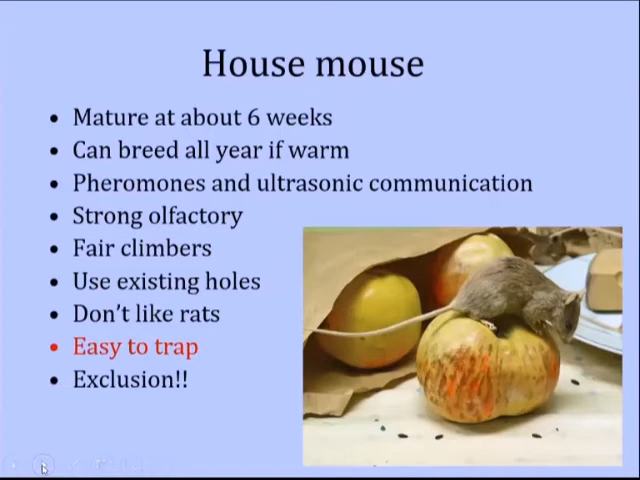 House mouse
• Mature at about 6 weeks
• Can breed all year if warm
• Pheromones and ultrasonic communication
• Strong olfactory
• Fair climbers
• Use existing holes
• Don't like rats
• Easy to trap
• Exclusion!!